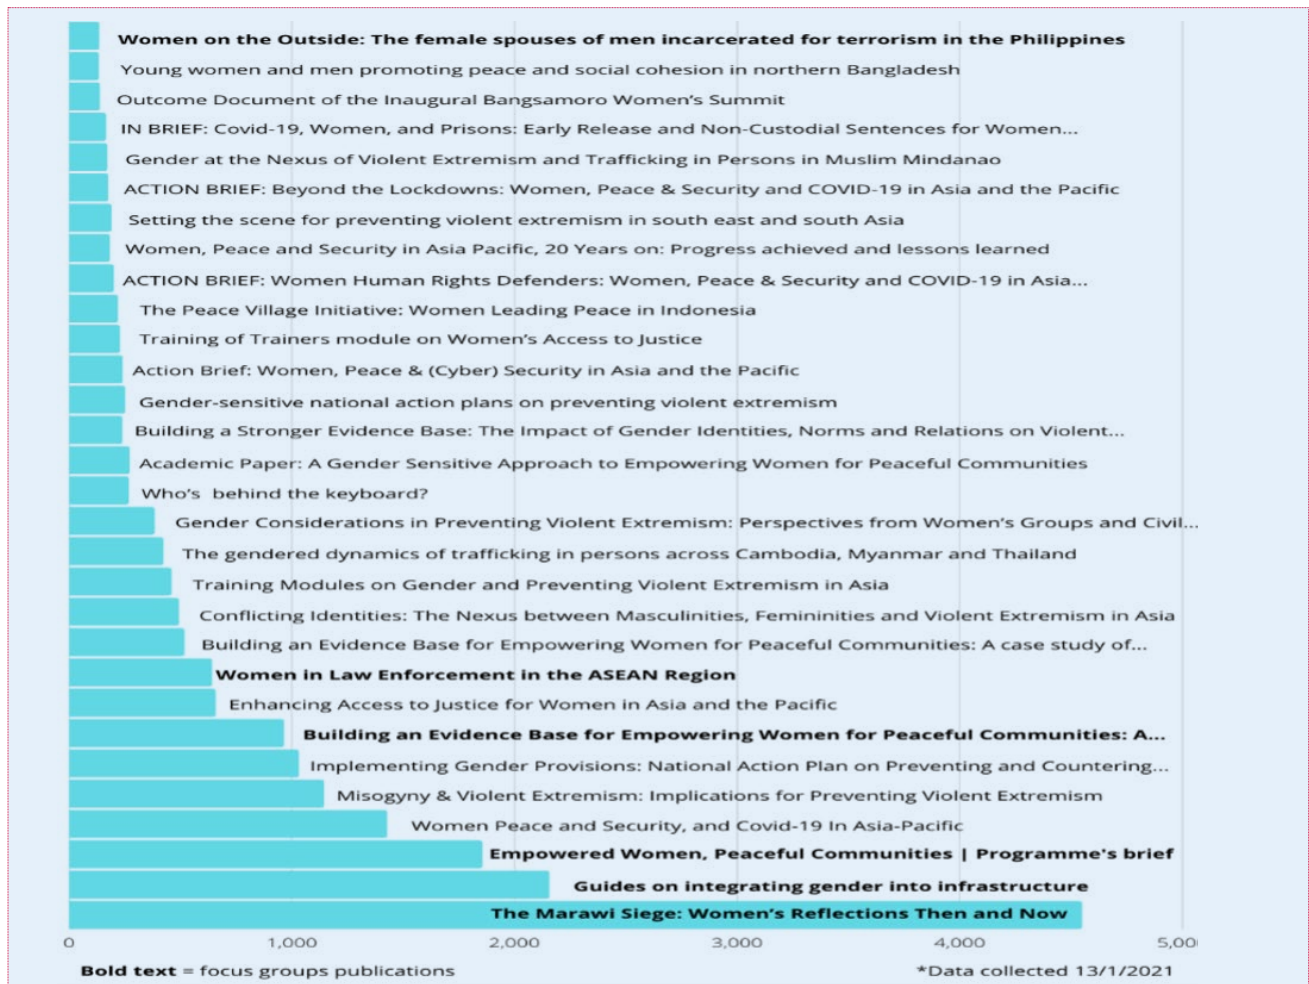 Women on the Outside: The female spouses of men incarcerated for terrorism in the Philippines
Young women and men promoting peace and social cohesion in northern Bangladesh
Outcome Document of the Inaugural Bangsamoro Women’s Summit
IN BRIEF: Covid-19, Women, and Prisons: Early Release and Non-Custodial Sentences for Women...
Gender at the Nexus of Violent Extremism and Trafficking in Persons in Muslim Mindanao
ACTION BRIEF: Beyond the Lockdowns: Women, Peace & Security and COVID-19 in Asia and the Pacific
Setting the scene for preventing violent extremism in south east and south Asia
Women, Peace and Security in Asia Pacific, 20 Years on: Progress achieved and lessons learned
ACTION BRIEF: Women Human Rights Defenders: Women, Peace & Security and COVID-19 in Asia...
The Peace Village Initiative: Women Leading Peace in Indonesia
Training of Trainers module on Women’s Access to Justice
Action Brief: Women, Peace & (Cyber) Security in Asia and the Pacific
Gender-sensitive national action plans on preventing violent extremism
Building a Stronger Evidence Base: The Impact of Gender Identities, Norms and Relations on Violent...
Academic Paper: A Gender Sensitive Approach to Empowering Women for Peaceful Communities
Who’s behind the keyboard?
Gender Considerations in Preventing Violent Extremism: Perspectives from Women’s Groups and Civil...
The gendered dynamics of trafficking in persons across Cambodia, Myanmar and Thailand
Training Modules on Gender and Preventing Violent Extremism in Asia
Conflicting Identities: The Nexus between Masculinities, Femininities and Violent Extremism in Asia
Building an Evidence Base for Empowering Women for Peaceful Communities: A case study of...
Women in Law Enforcement in the ASEAN Region
Enhancing Access to Justice for Women in Asia and the Pacific
Building an Evidence Base for Empowering Women for Peaceful Communities: A...
Implementing Gender Provisions: National Action Plan on Preventing and Countering...
Misogyny & Violent Extremism: Implications for Preventing Violent Extremism
Women Peace and Security, and Covid-19 In Asia-Pacific
Empowered Women, Peaceful Communities | Programme's brief
Guides on integrating gender into infrastructure
The Marawi Siege: Women’s Reflections Then and Now
0 1,000 2,000 3,000 4,000 5,00
Bold text = focus groups publications *Data collected 13/1/2021